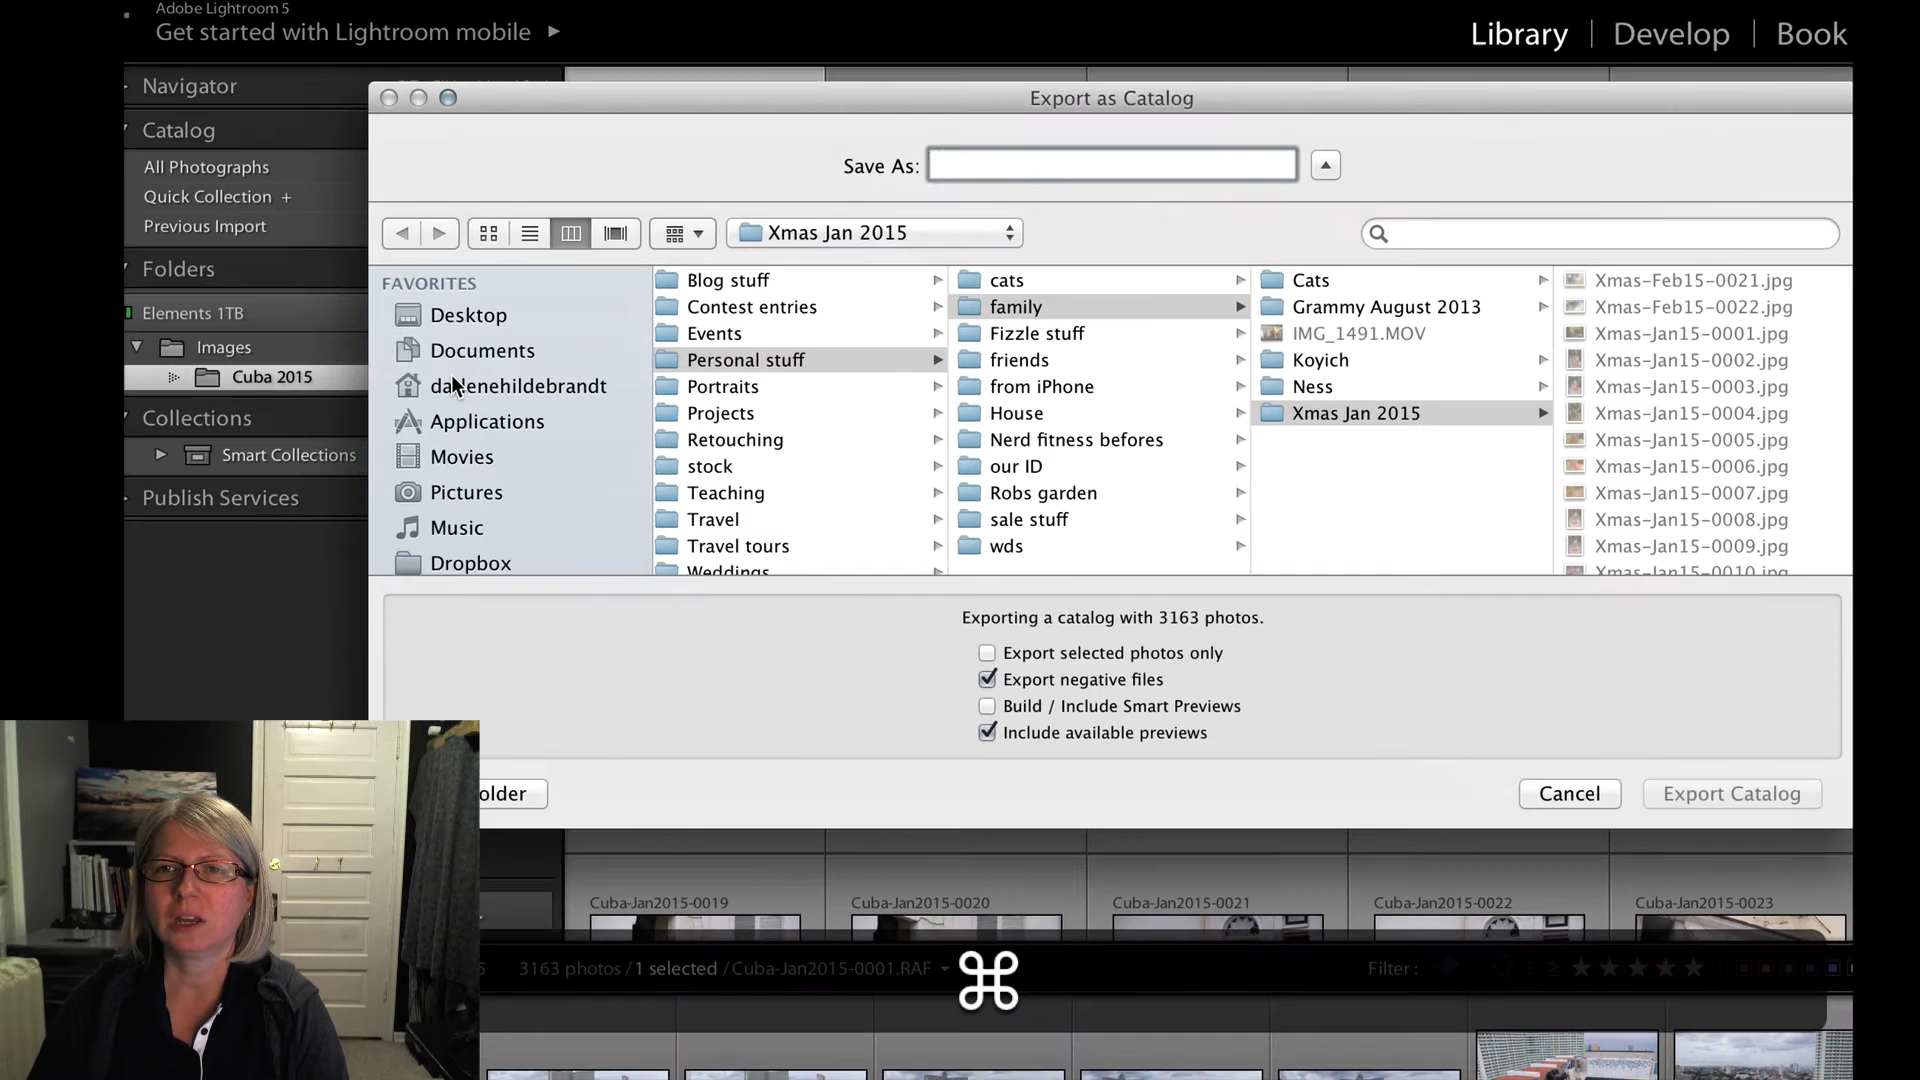 Adobe Lightroom 5
Get started with Lightroom mobile
Library | Develop | Book
Navigator
Catalog
All Photographs
Quick Collection +
Previous Import
Folders
Elements 1TB
Images
Cuba 2015
Collections
Smart Collections
Publish Services
Export as Catalog
Save As:
Xmas Jan 2015
FAVORITES
Desktop
Documents
Applications
Movies
Pictures
Music
Dropbox
Blog stuff
Contest entries
Events
Personal stuff
Portraits
Projects
Retouching
stock
Teaching
Travel
Travel tours
Weddings
cats
family
Fizzle stuff
friends
from iPhone
House
Nerd fitness befores
our ID
Robs garden
sale stuff
wds
Cats
Grammy August 2013
IMG_1491.MOV
Koyich
Ness
Xmas Jan 2015
Xmas-Feb15-0021.jpg
Xmas-Feb15-0022.jpg
Xmas-Jan15-0001.jpg
Xmas-Jan15-0002.jpg
Xmas-Jan15-0003.jpg
Xmas-Jan15-0004.jpg
Xmas-Jan15-0005.jpg
Xmas-Jan15-0006.jpg
Xmas-Jan15-0007.jpg
Xmas-Jan15-0008.jpg
Xmas-Jan15-0009.jpg
Xmas-Jan15-0010.jpg
Exporting a catalog with 3163 photos.
Export selected photos only
Export negative files
Build / Include Smart Previews
Include available previews
older
Cancel
Export Catalog
Cuba-Jan2015-0019
Cuba-Jan2015-0020
Cuba-Jan2015-0021
Cuba-Jan2015-0022
Cuba-Jan2015-0023
3163 photos / 1 selected / Cuba-Jan2015-0001.RAF
Filter :